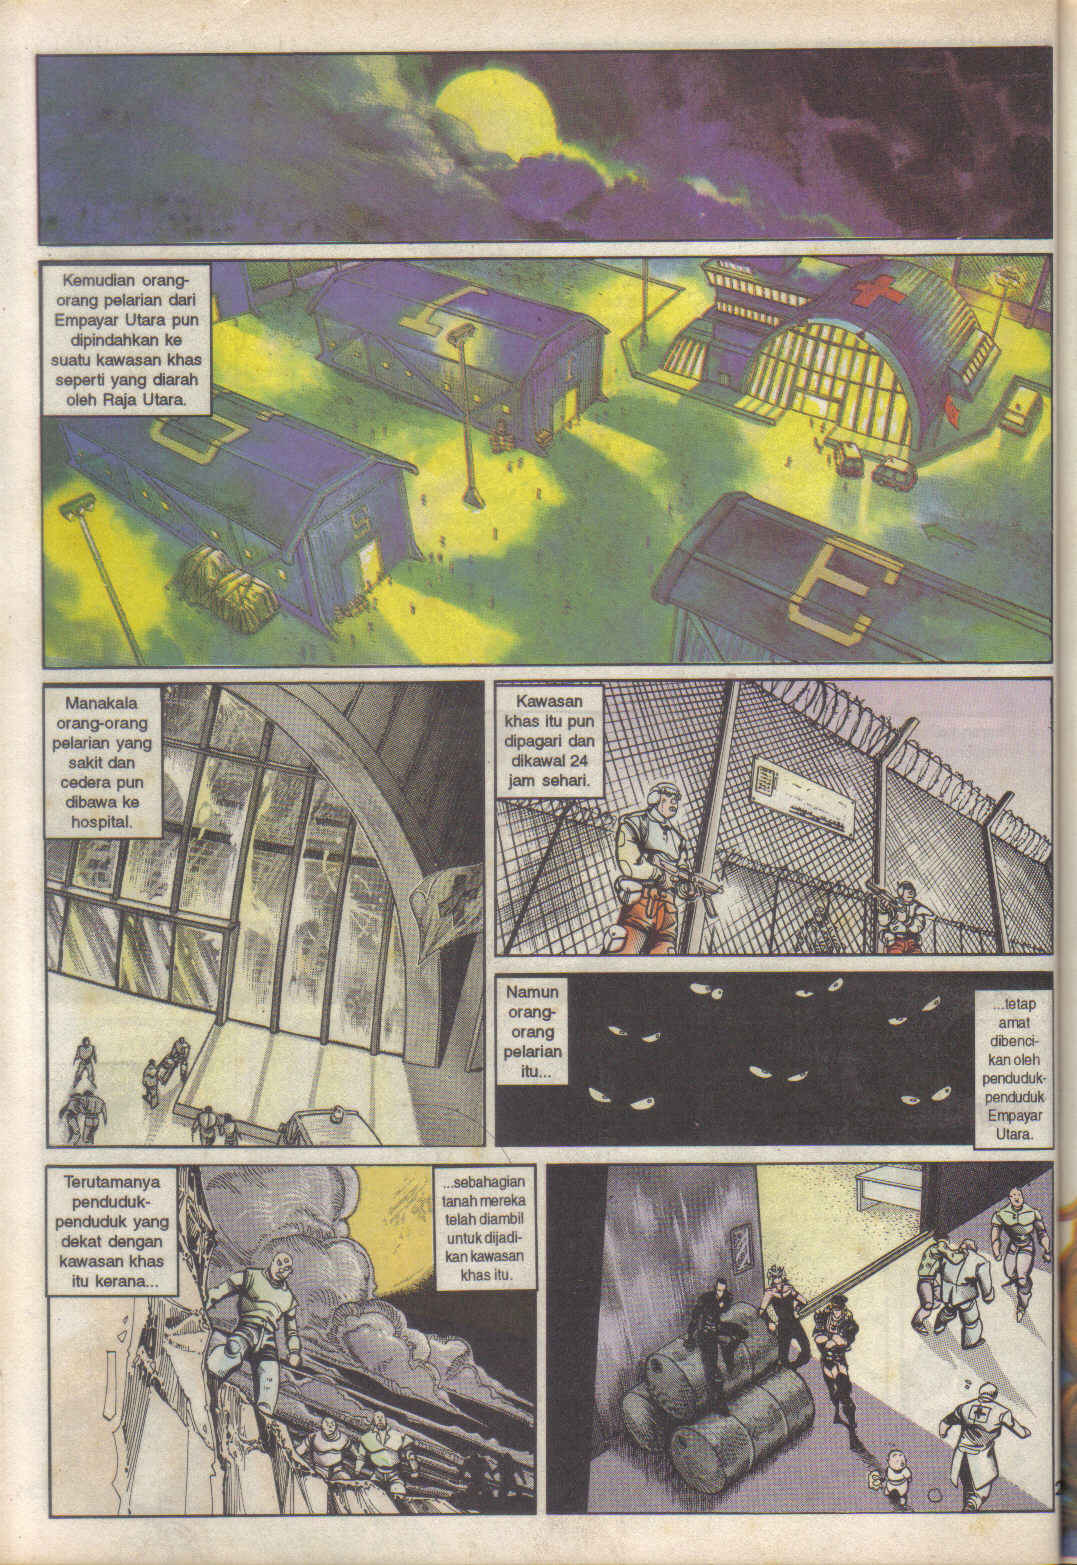 Kemudian orang-
orang pelarian dari
Empayar Utara pun
dipindahkan ke
suatu kawasan khas
seperti yang diarah
oleh Raja Utara.
Manakala
orang-orang
pelarian yang
sakit dan
cedera pun
dibawa ke
hospital.
Kawasan
khas itu pun
dipagari dan
dikawal 24
jam sehari.
Namun
orang-
orang
pelarian
itu...
...tetap
amat
dibenci-
kan oleh
penduduk-
penduduk
Empayar
Utara.
Terutamanya
penduduk-
penduduk yang
dekat dengan
kawasan khas
itu kerana...
...sebahagian
tanah mereka
telah diambil
untuk dijadi-
kan kawasan
khas itu.